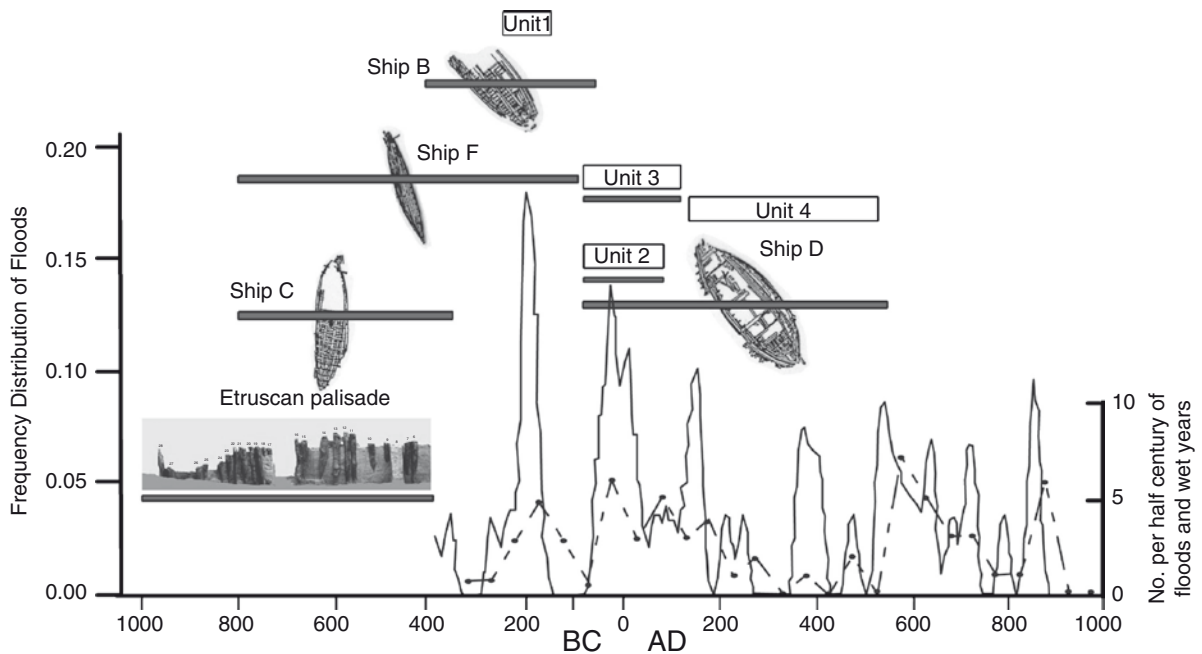 Unit1
Ship B
0.20
Ship F
Unit 3
Unit 4
0.15
Unit 2
Ship D
Ship C
0.10
Etruscan palisade
10
0.05
5
0.00
0
1000
800
600
400
200
0
200
400
600
800
1000
BC
AD
Frequency Distribution of Floods
No. per half century of
floods and wet years